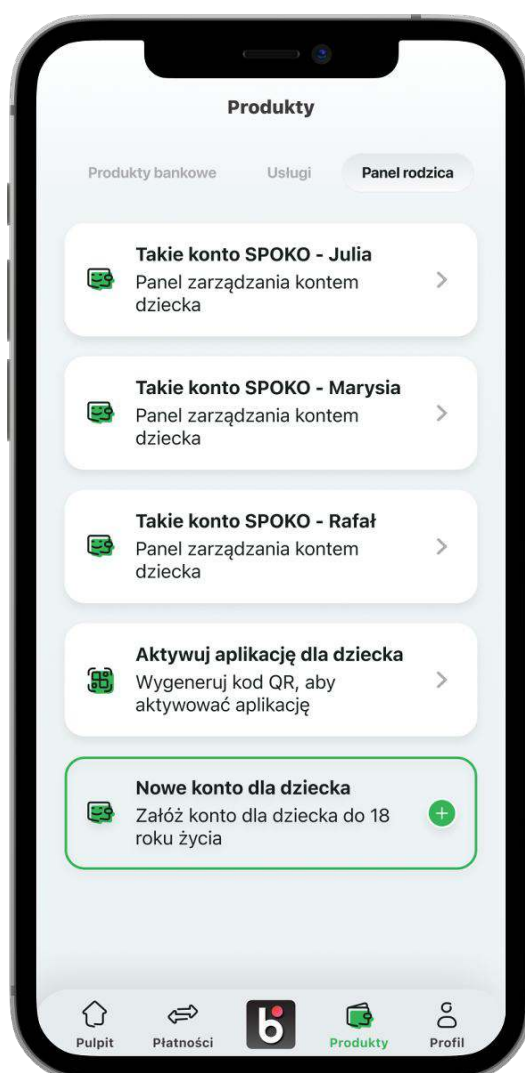 Produkty
Produkty bankowe
Usługi
Panel rodzica
Takie konto SPOKO - Julia
Panel zarządzania kontem
dziecka
Takie konto SPOKO - Marysia
Panel zarządzania kontem
dziecka
Takie konto SPOKO - Rafał
Panel zarządzania kontem
dziecka
Aktywuj aplikację dla dziecka
Wygeneruj kod QR, aby
aktywować aplikację
Nowe konto dla dziecka
Załóż konto dla dziecka do 18
roku życia
Pulpit
Płatności
b
Produkty
Profil